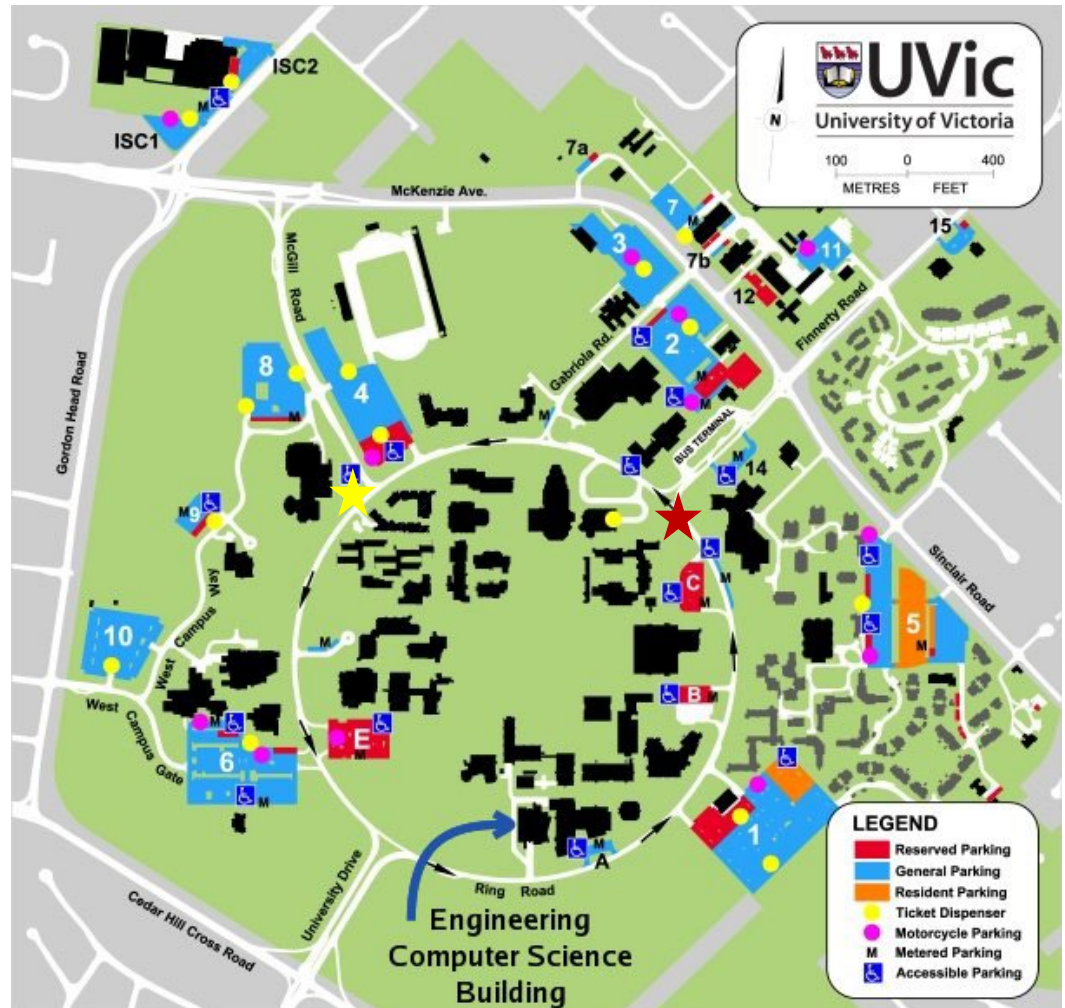 ISC2
ISC1
UVic
University of Victoria
N
100 0 400
METRES FEET
7a
McKenzie Ave.
7
M
7b
15
11
3
12
McGill
Road
Finnerty Road
Gabriola Rd.
2
M
M
8
M
4
M
BUS TERMINAL
M
14
Gordon Head Road
M
9
C
M
M
Sinclair Road
West Campus Way
10
M
5
M
B
M
West Campus Gate
M
E
M
6
M
1
University Drive
M
A
Ring Road
Cedar Hill Cross Road
Engineering
Computer Science
Building
LEGEND
Reserved Parking
General Parking
Resident Parking
Ticket Dispenser
Motorcycle Parking
M Metered Parking
Accessible Parking